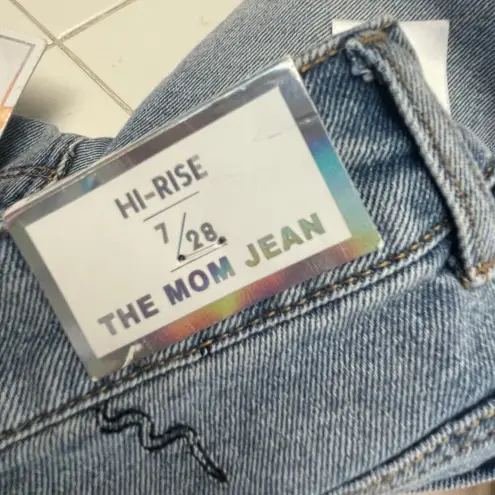 HI-RISE
7/28
THE MOM JEAN